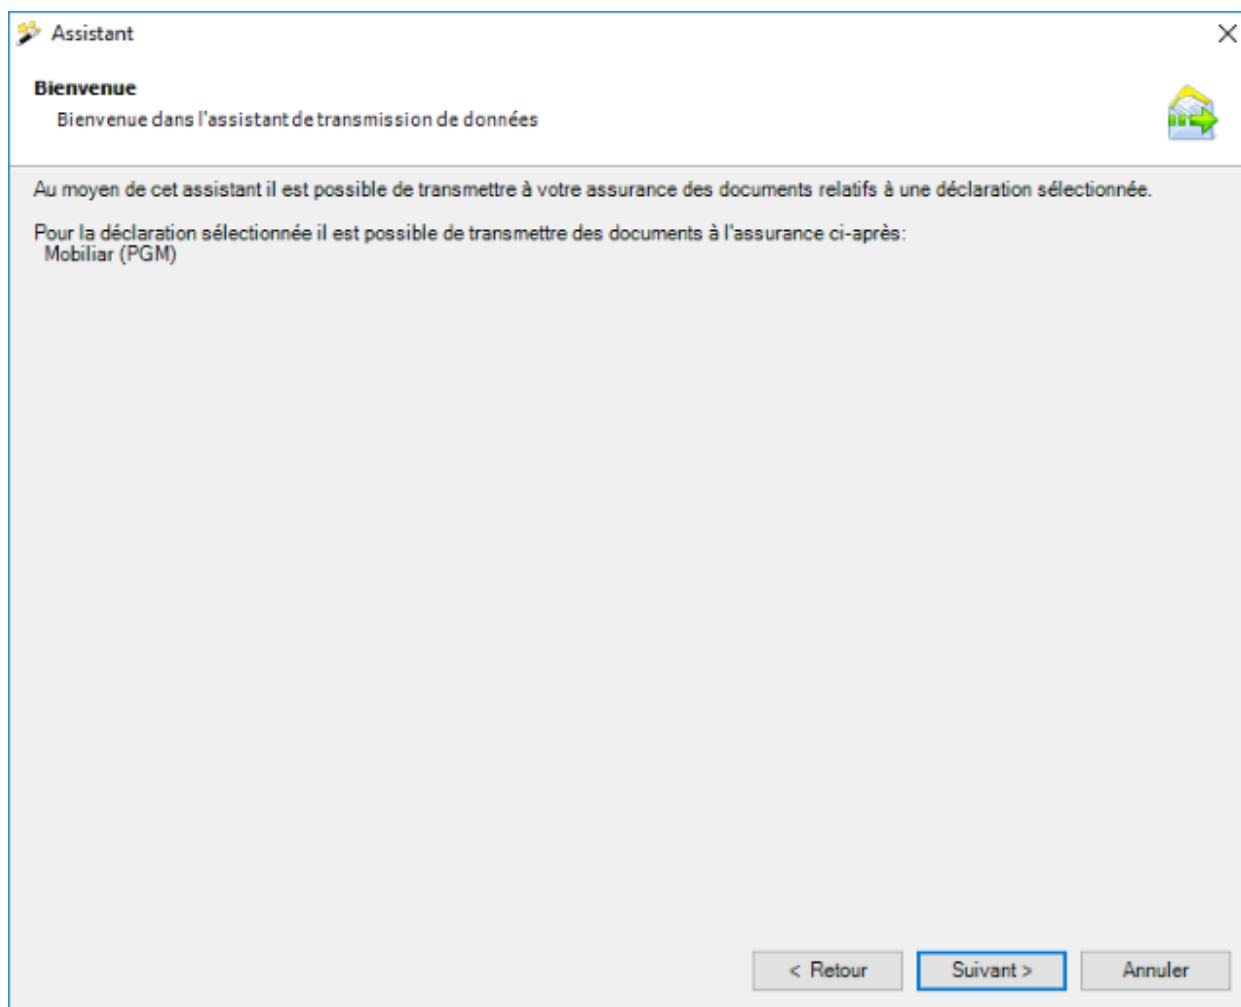 Assistant
Bienvenue
Bienvenue dans l'assistant de transmission de données
Au moyen de cet assistant il est possible de transmettre à votre assurance des documents relatifs à une déclaration sélectionnée.
Pour la déclaration sélectionnée il est possible de transmettre des documents à l'assurance ci-après:
Mobiliar (PGM)
< Retour Suivant > Annuler